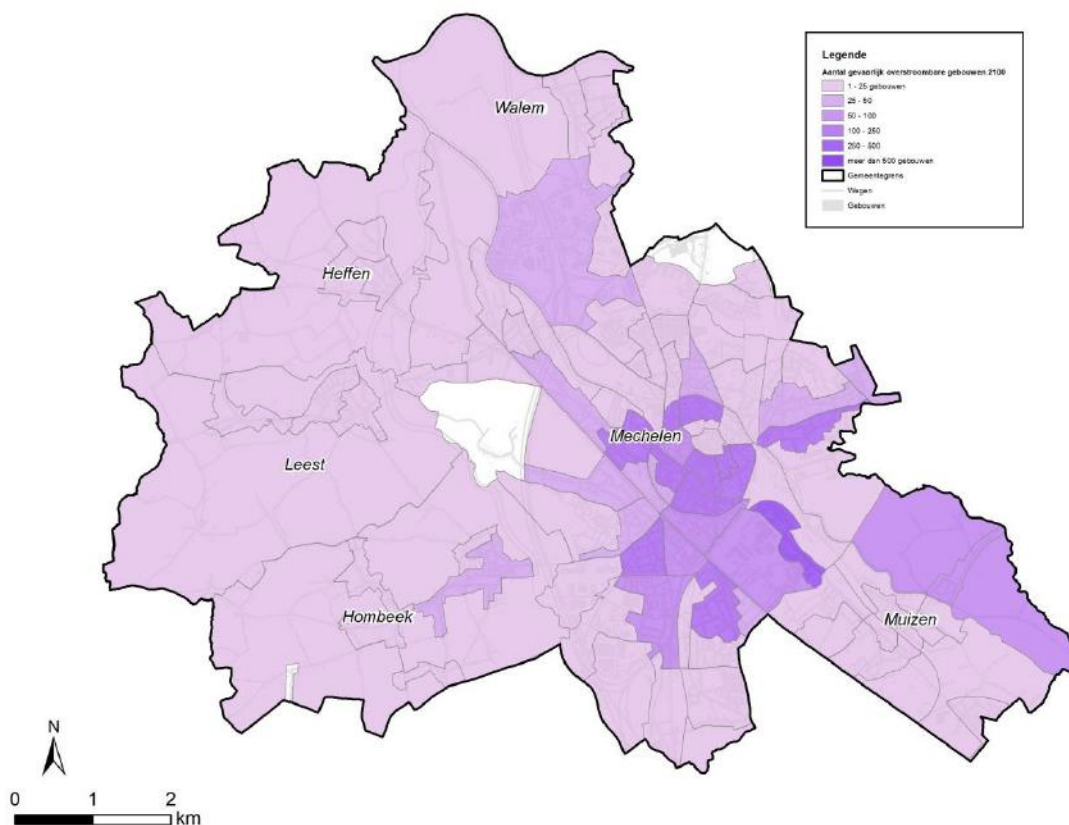 Legende
Aantal gevaarlijk overstroombare gebouwen 2100
1 - 25 gebouwen
25 - 50
50 - 100
100 - 250
250 - 500
meer dan 500 gebouwen
Gemeentegrens
Wegen
Gebouwen
Walem
Heffen
Mechelen
Leest
Hombeek
Muizen
N
0 1 2
km